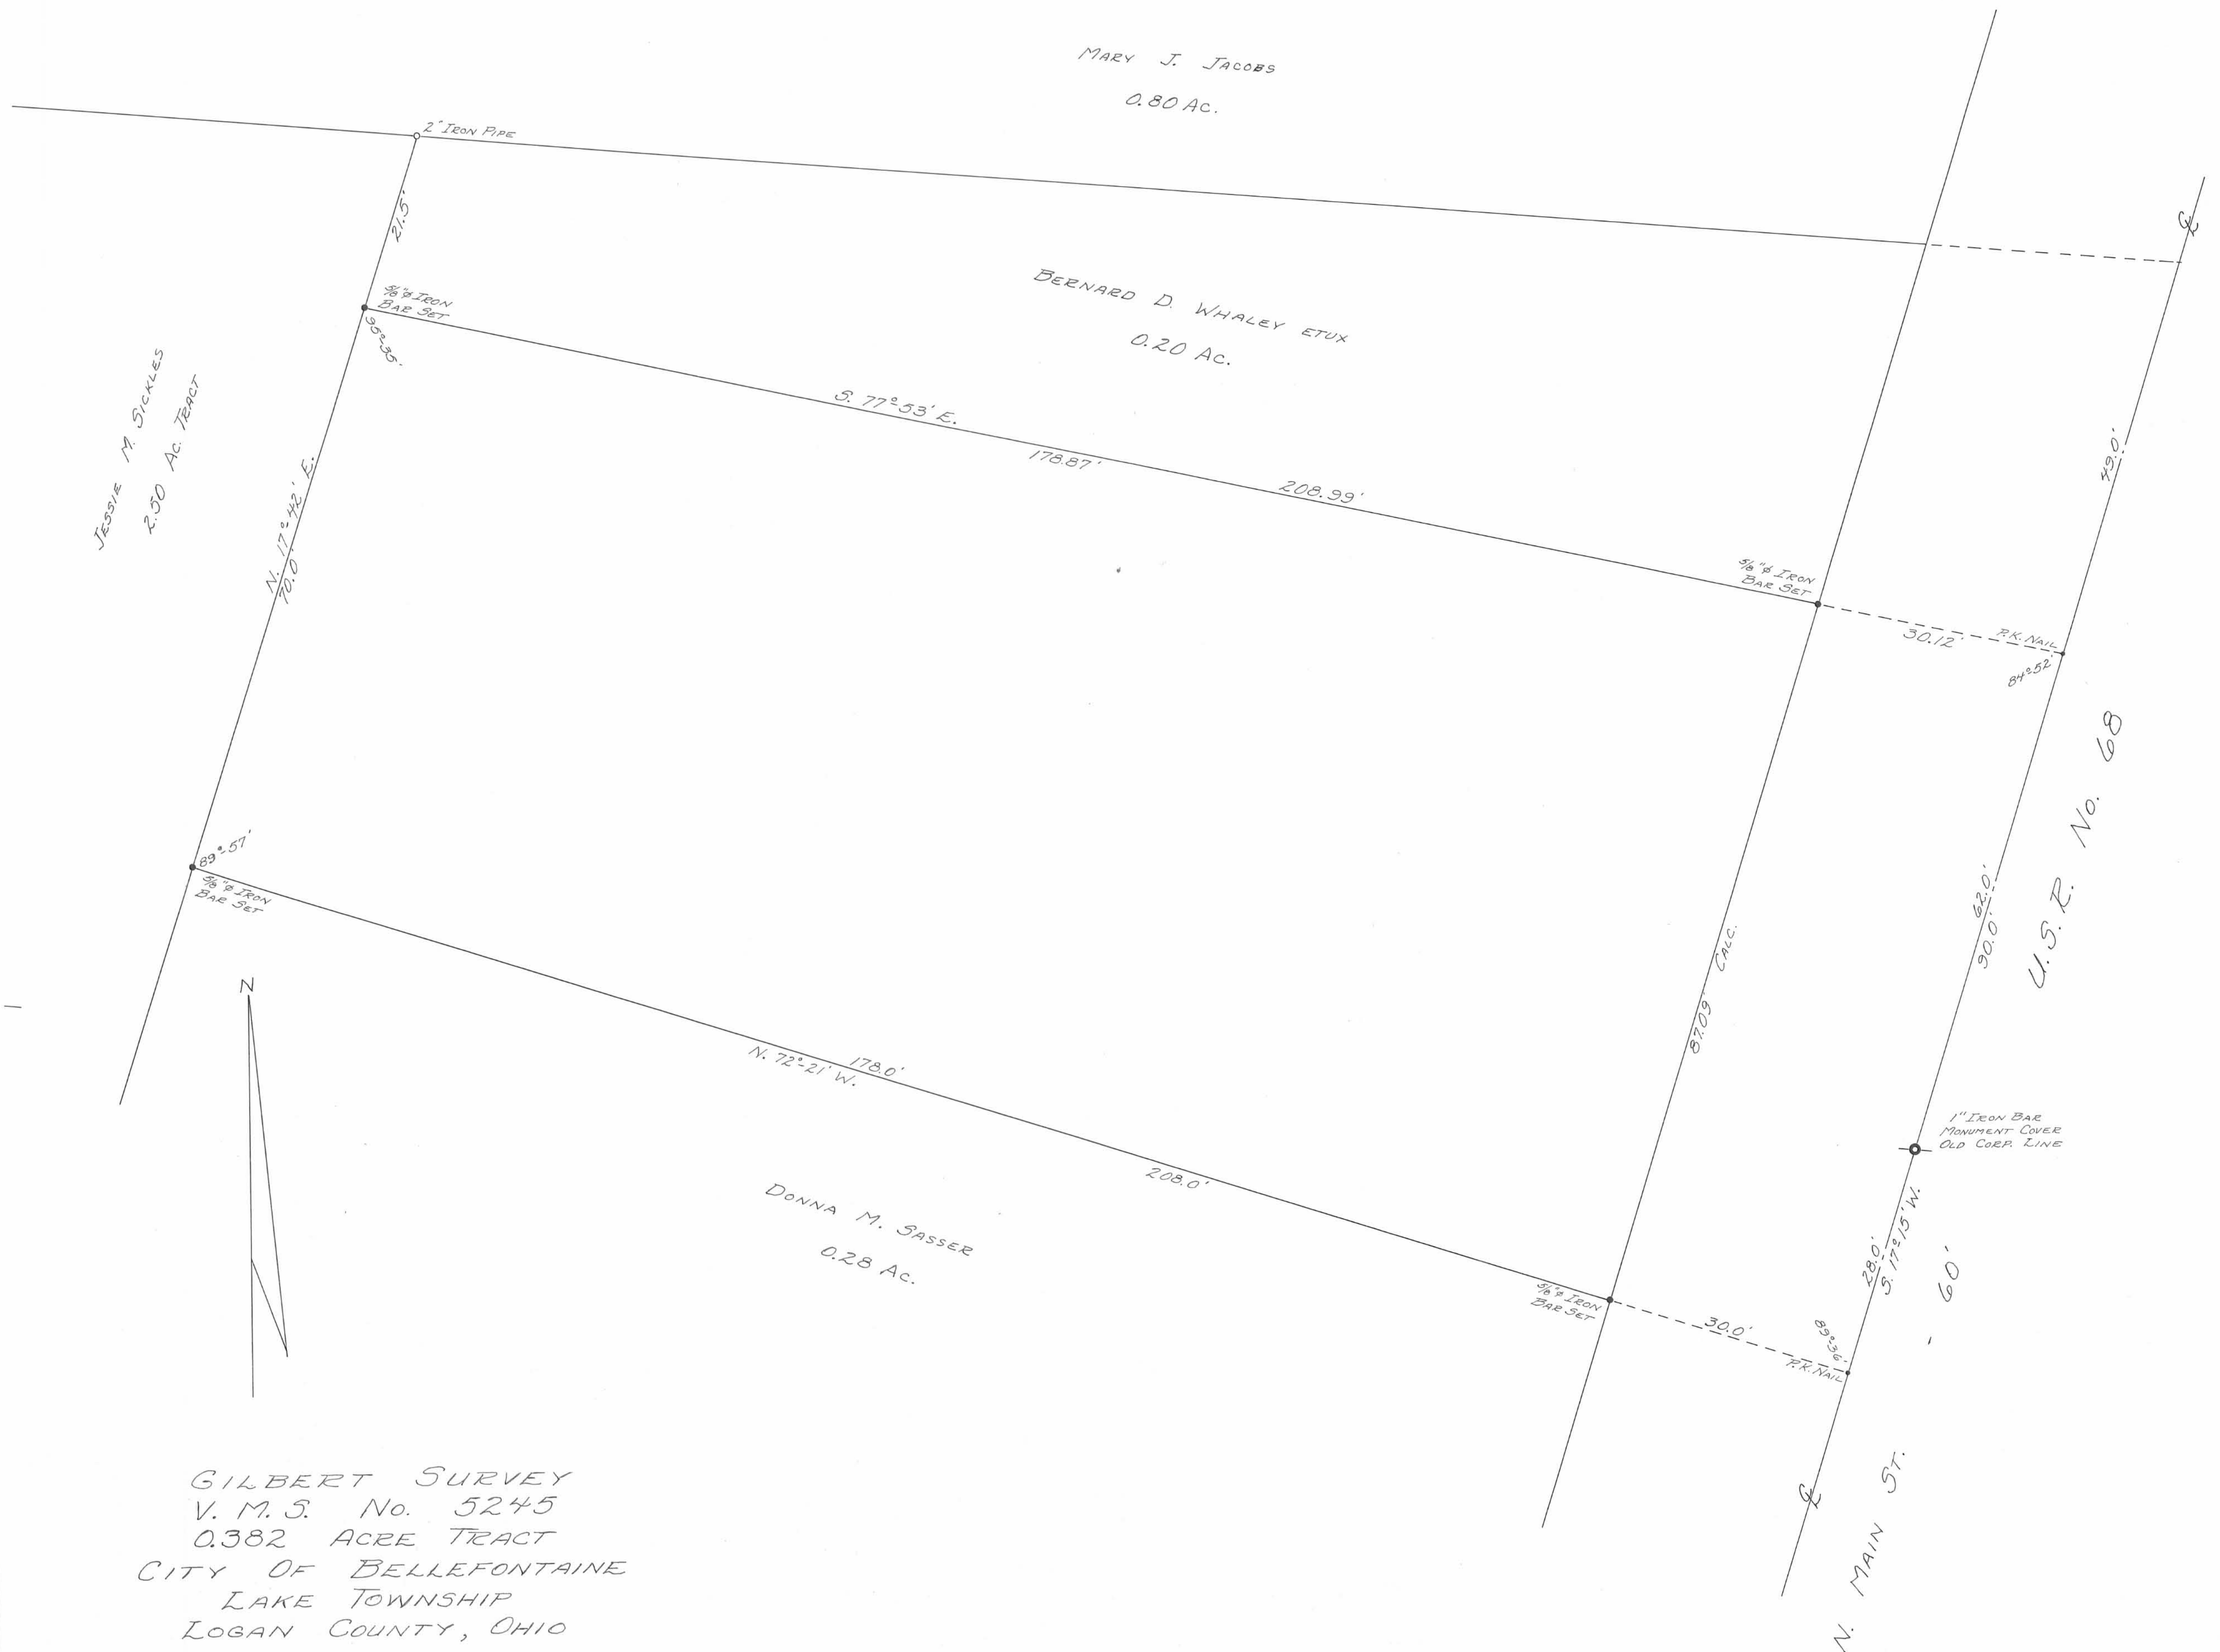 MARY J. JACOBS
0.80 AC.
2" IRON PIPE
21.5'
5/8"⌀ IRON
BAR SET
95°-35'
BERNARD D. WHALEY ETUX
0.20 AC.
JESSIE M. SICKLES
2.50 AC. TRACT
S. 77°-53' E.
178.87'
208.99'
N. 17°-42' E.
70.0'
5/8"⌀ IRON
BAR SET
30.12'
P.K. NAIL
84°-52'
℄
49.0'
U.S.R. No. 68
62.0'
90.0'
87.09' CALC.
89°-57'
5/8"⌀ IRON
BAR SET
N
N. 72°-21' W.
178.0'
208.0'
DONNA M. SASSER
0.28 AC.
1" IRON BAR
MONUMENT COVER
OLD CORP. LINE
28.0'
S. 17°-15' W.
- 60'
5/8"⌀ IRON
BAR SET
30.0'
89°-36'
P.K. NAIL
℄
N. MAIN ST.
GILBERT SURVEY
V. M. S. No. 5245
0.382 ACRE TRACT
CITY OF BELLEFONTAINE
LAKE TOWNSHIP
LOGAN COUNTY, OHIO